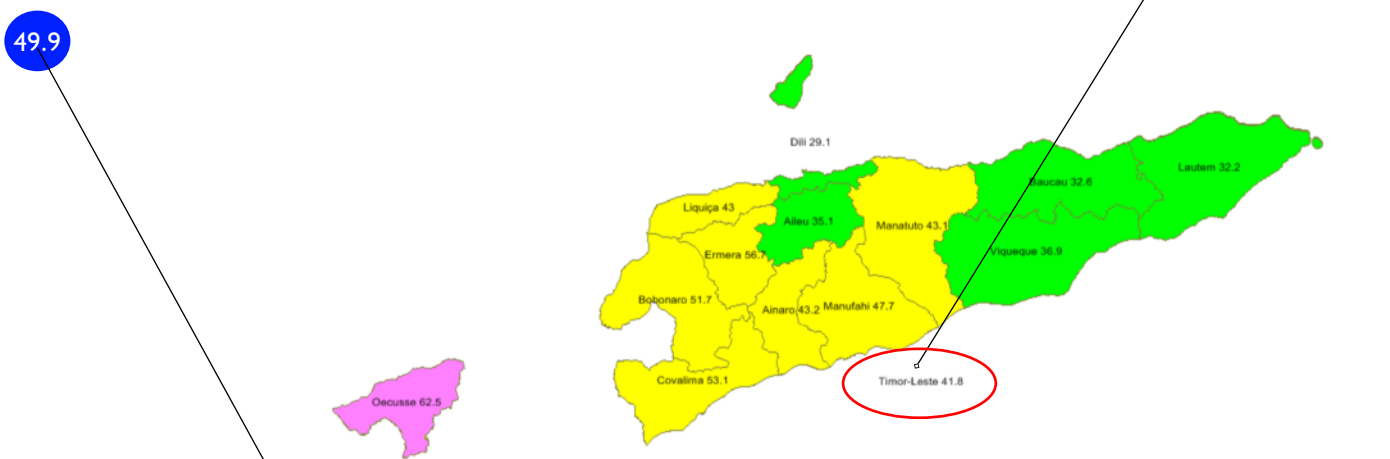 49.9
Dili 29.1
Lautem 32.2
Baucau 32.6
Liquiça 43
Aileu 35.1
Manatuto 43.1
Ermera 56.7
Viqueque 36.9
Bobonaro 51.7
Ainaro 43.2
Manufahi 47.7
Covalima 53.1
Timor-Leste 41.8
Oecusse 62.5